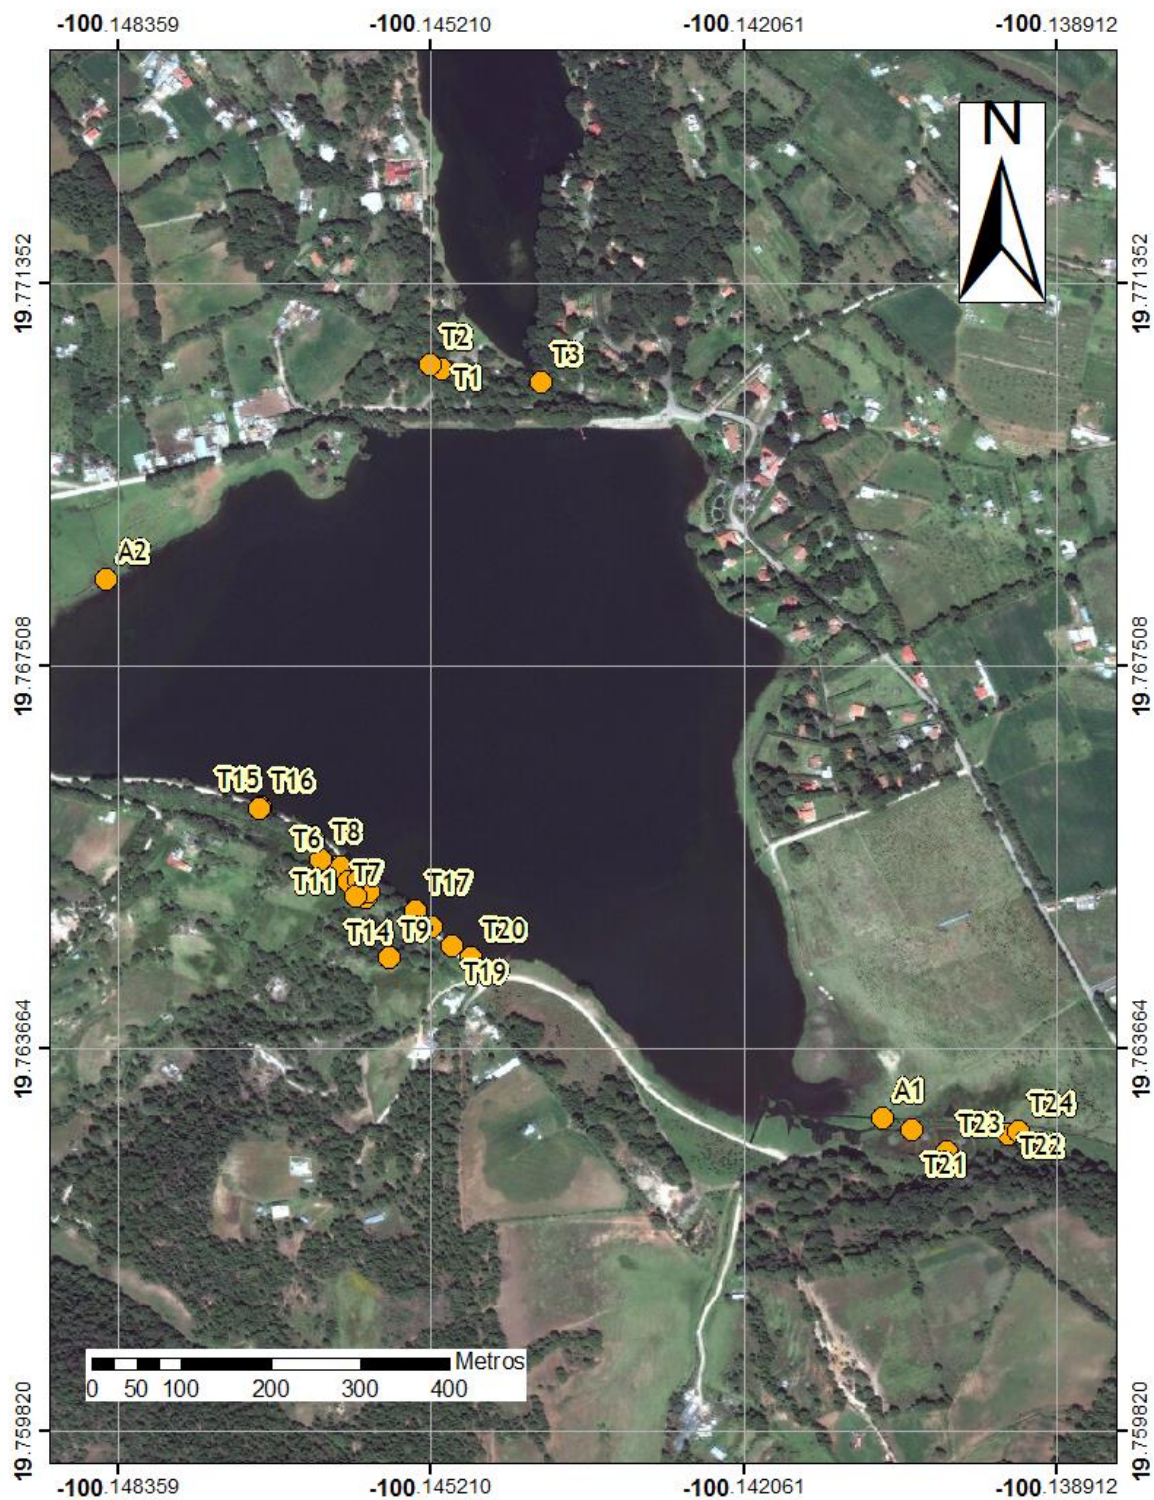 -100.148359 -100.145210 -100.142061 -100.138912
N
19.771352 19.771352
T2
T3
T1
A2
19.767508 19.767508
T15 T16
T6 T8
T11 T7
T17
T14 T9 T20
T19
19.763664 19.763664
A1
T23 T24
T22
T21
Metros
0 50 100 200 300 400
19.759820 19.759820
-100.148359 -100.145210 -100.142061 -100.138912